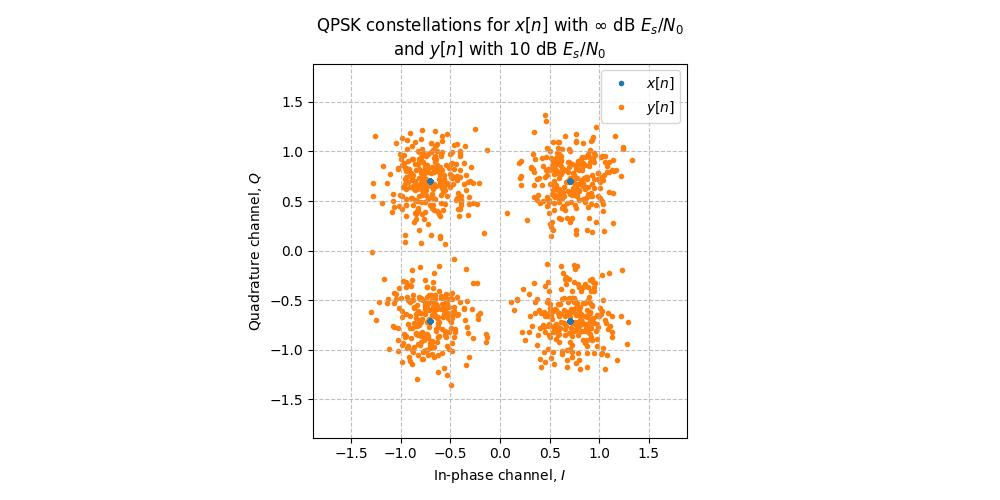 QPSK constellations for x[n] with ∞ dB E_s/N_0
and y[n] with 10 dB E_s/N_0
x[n]
y[n]
1.5
1.0
0.5
0.0
−0.5
−1.0
−1.5
Quadrature channel, Q
−1.5 −1.0 −0.5 0.0 0.5 1.0 1.5
In-phase channel, I